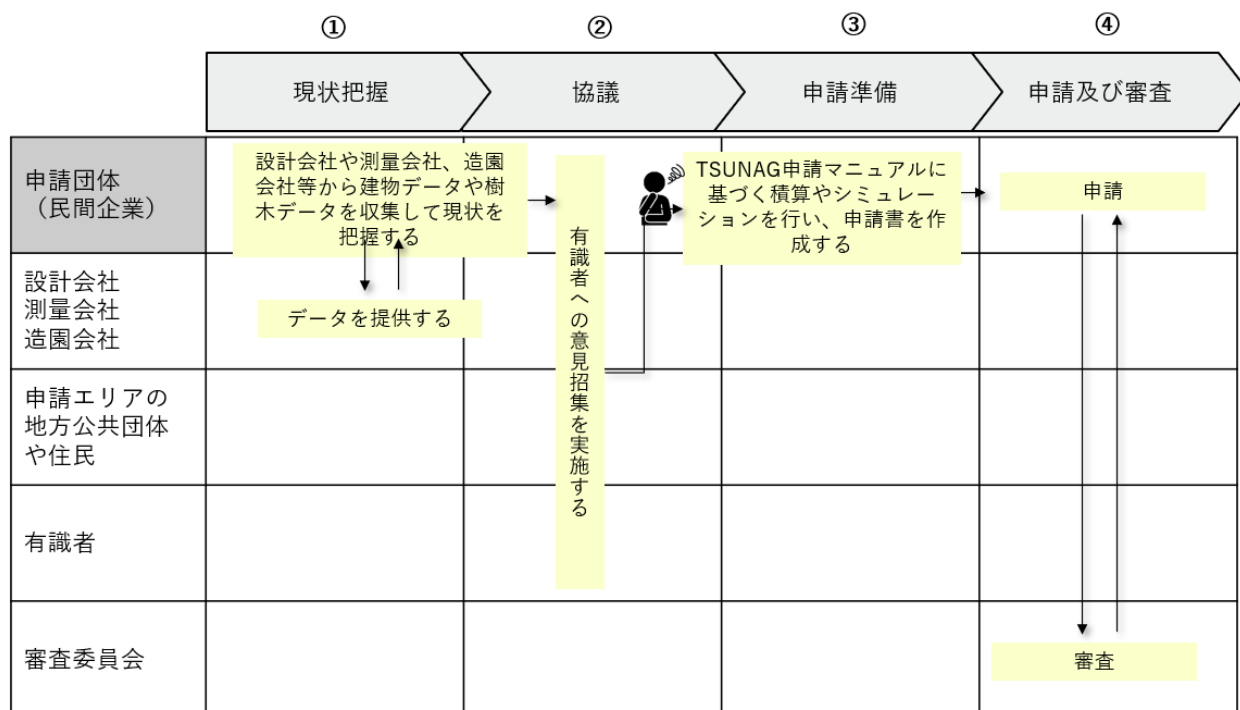 ①
②
③
④
現状把握
協議
申請準備
申請及び審査
申請団体
（民間企業）
設計会社や測量会社、造園
会社等から建物データや樹
木データを収集して現状を
把握する
有識者への意見招集を実施する
TSUNAG申請マニュアルに
基づく積算やシミュレー
ションを行い、申請書を作
成する
申請
設計会社
測量会社
造園会社
データを提供する
申請エリアの
地方公共団体
や住民
有識者
審査委員会
審査